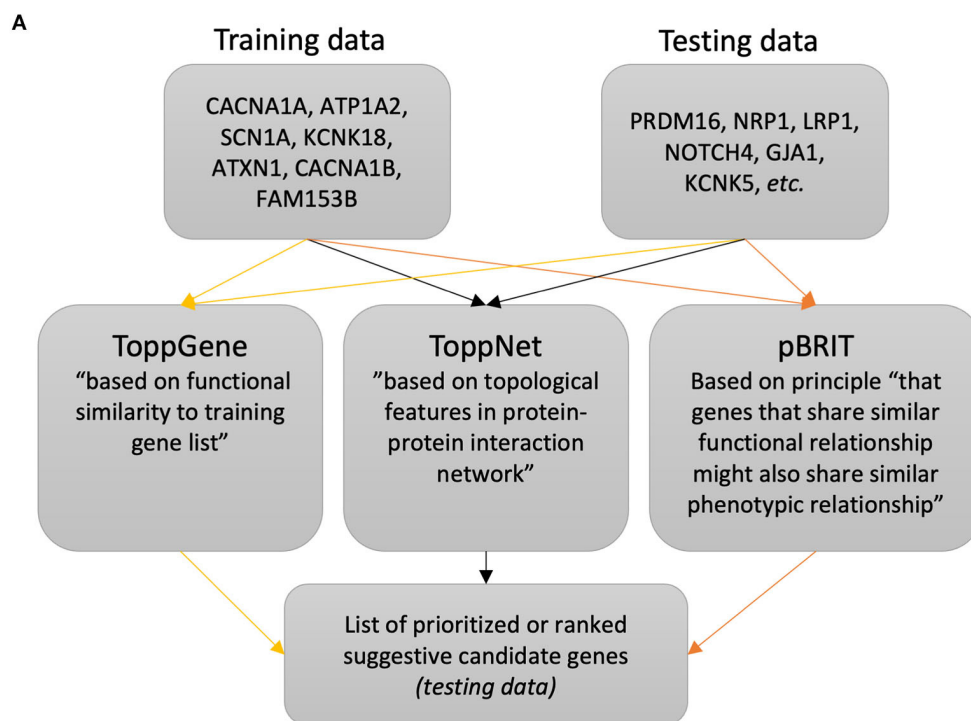 A
Training data
CACNA1A, ATP1A2,
SCN1A, KCNK18,
ATXN1, CACNA1B,
FAM153B
Testing data
PRDM16, NRP1, LRP1,
NOTCH4, GJA1,
KCNK5, etc.
ToppGene
“based on functional
similarity to training
gene list”
ToppNet
”based on topological
features in protein-
protein interaction
network”
pBRIT
Based on principle “that
genes that share similar
functional relationship
might also share similar
phenotypic relationship”
List of prioritized or ranked
suggestive candidate genes
(testing data)